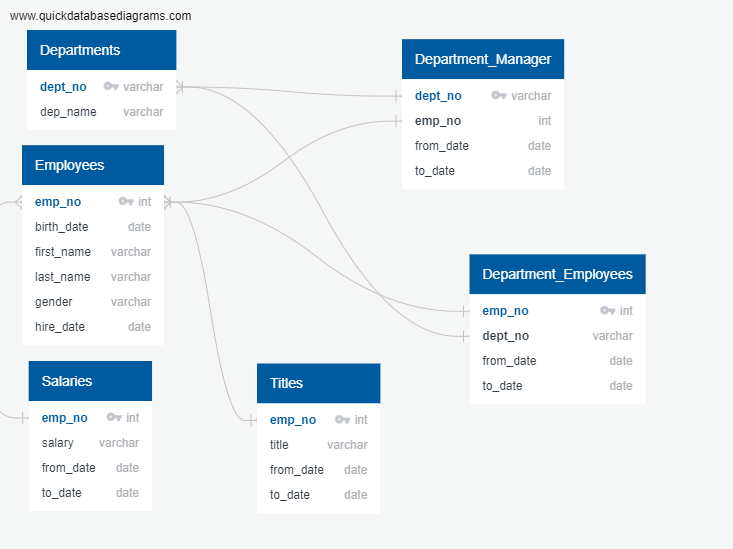 www.quickdatabasediagrams.com
Departments
dept_no varchar
dep_name varchar
Employees
emp_no int
birth_date date
first_name varchar
last_name varchar
gender varchar
hire_date date
Salaries
emp_no int
salary varchar
from_date date
to_date date
Titles
emp_no int
title varchar
from_date date
to_date date
Department_Manager
dept_no varchar
emp_no int
from_date date
to_date date
Department_Employees
emp_no int
dept_no varchar
from_date date
to_date date